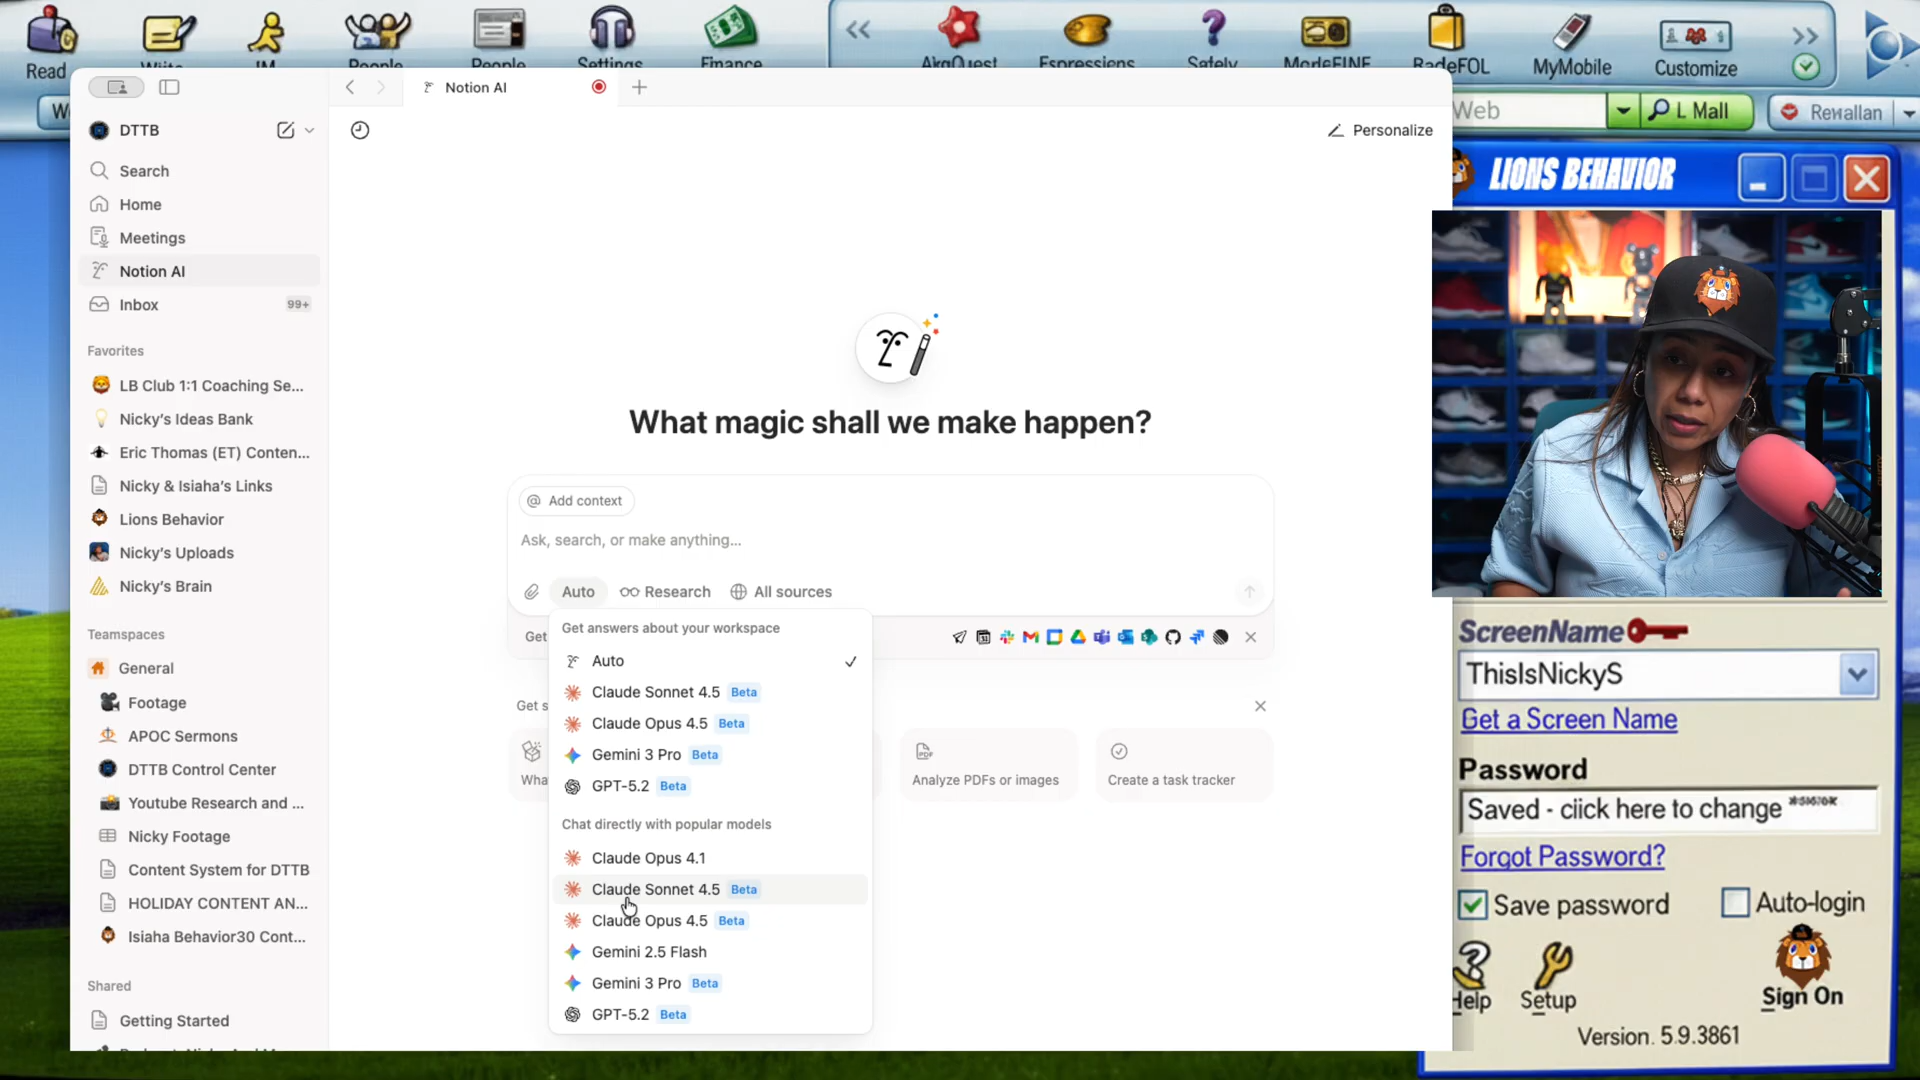 Read
IM
People
People
Settings
Finance
Espressions
Safely
RadeFOL
MyMobile
Customize
Web
L Mall
Rewallan
Notion AI
DTTB
Personalize
Search
Home
Meetings
Notion AI
Inbox
99+
Favorites
LB Club 1:1 Coaching Se...
Nicky's Ideas Bank
Eric Thomas (ET) Conten...
Nicky & Isiaha's Links
Lions Behavior
Nicky's Uploads
Nicky's Brain
Teamspaces
General
Footage
APOC Sermons
DTTB Control Center
Youtube Research and ...
Nicky Footage
Content System for DTTB
HOLIDAY CONTENT AN...
Isiaha Behavior30 Cont...
Shared
Getting Started
What magic shall we make happen?
@ Add context
Ask, search, or make anything...
Auto
Research
All sources
Get
Get answers about your workspace
Auto
Claude Sonnet 4.5 Beta
Claude Opus 4.5 Beta
Gemini 3 Pro Beta
GPT-5.2 Beta
Chat directly with popular models
Claude Opus 4.1
Claude Sonnet 4.5 Beta
Claude Opus 4.5 Beta
Gemini 2.5 Flash
Gemini 3 Pro Beta
GPT-5.2 Beta
Get s
Wha
PDF
Analyze PDFs or images
Create a task tracker
LIONS BEHAVIOR
ScreenName
ThisIsNickyS
Get a Screen Name
Password
Saved - click here to change
Forgot Password?
Save password
Auto-login
Help
Setup
Sign On
Version. 5.9.3861